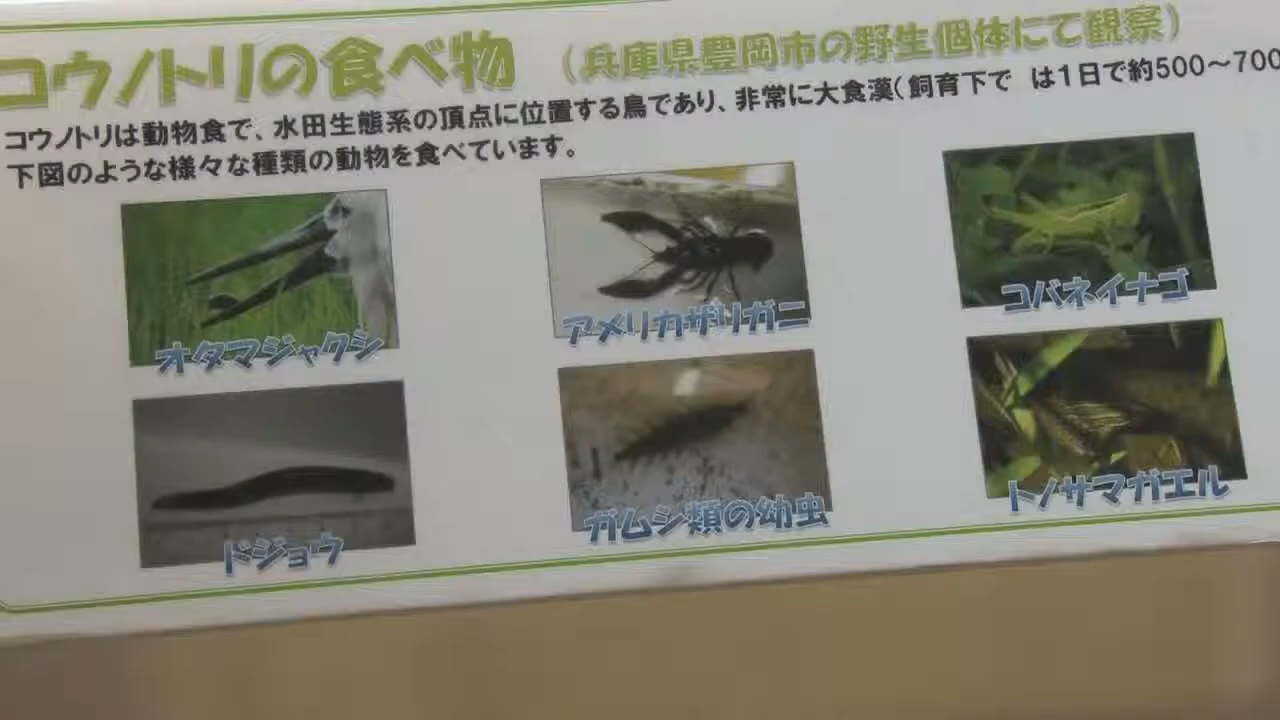 コウノトリの食べ物 (兵庫県豊岡市の野生個体にて観察)
コウノトリは動物食で、水田生態系の頂点に位置する鳥であり、非常に大食漢(飼育下で は1日で約500～700
下図のような様々な種類の動物を食べています。
オタマジャクシ
アメリカザリガニ
コバネイナゴ
ドジョウ
ガムシ類の幼虫
トノサマガエル